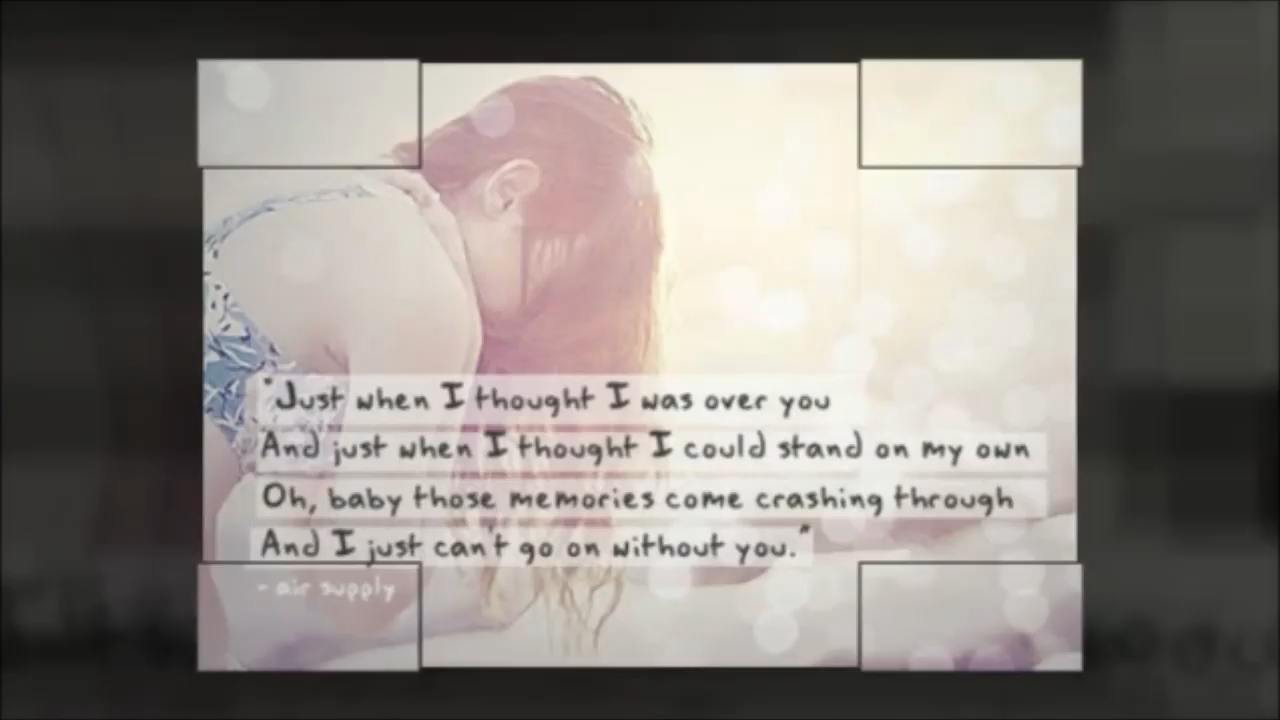 "Just when I thought I was over you
And just when I thought I could stand on my own
Oh, baby those memories come crashing through
And I just can't go on without you."
- air supply